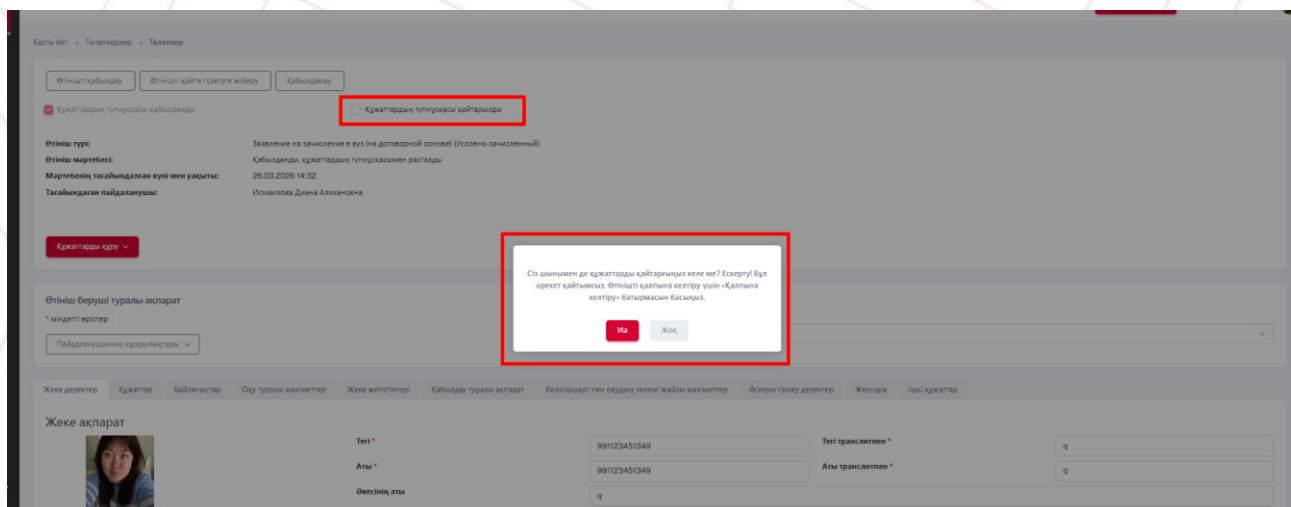 Басты бет > Талапкерлер > Талапкер
Өтінішті қабылдау Өтінішті қайта түзетуге жіберу Қабылдамау
Құжаттардың түпнұсқасы қабылданды Құжаттардың түпнұсқасы қайтарылды
Өтініш түрі: Заявление на зачисление в вуз (на договорной основе) (Условно-зачисленный)
Өтініш мәртебесі: Қабылданды, құжаттардың түпнұсқасымен расталды
Мәртебенің тағайындалған күні мен уақыты: 26.03.2026 14:32
Тағайындаған пайдаланушы: Исмаилова Диана Алихановна
Құжаттарды құру
Сіз шынымен де құжаттарды қайтарғыңыз келе ме? Ескерту! Бұл
әрекет қайтымсыз. Өтінішті қалпына келтіру үшін «Қалпына
келтіру» батырмасын басыңыз.
Иә Жоқ
Өтініш беруші туралы ақпарат
* міндетті өрістер
Пайдаланушының нұсқаулықтары
Жеке деректер Құжаттар Байланыстар Оқу туралы мәліметтер Жеке жетістіктері Қабылдау туралы ақпарат Келісімшарт пен оқудың төлемі жайлы мәліметтер Әскери тіркеу деректер Жеңілдік Ішкі құжаттар
Жеке ақпарат
Тегі * 991123451349 Тегі транслитпен * q
Аты * 991123451349 Аты транслитпен * q
Әкесінің аты q